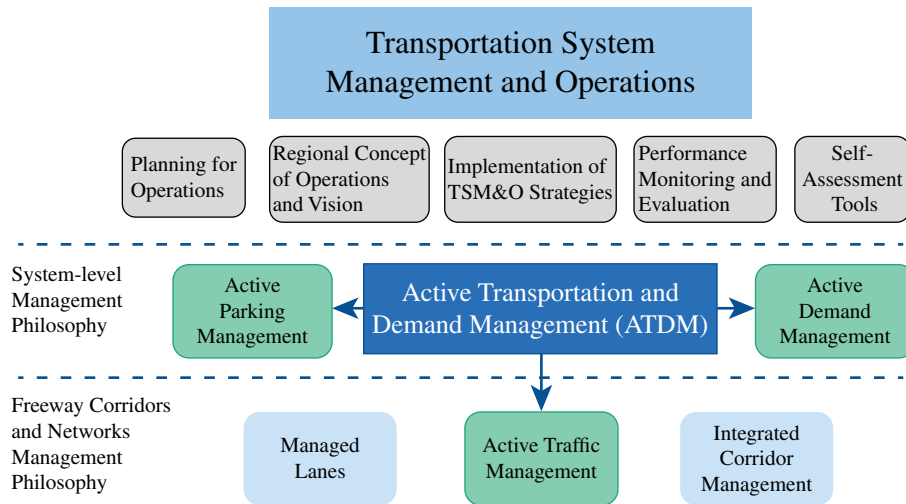 Transportation System
Management and Operations
Planning for
Operations
Regional Concept
of Operations
and Vision
Implementation of
TSM&O Strategies
Performance
Monitoring and
Evaluation
Self-
Assessment
Tools
System-level
Management
Philosophy
Active
Parking
Management
Active Transportation and
Demand Management (ATDM)
Active
Demand
Management
Freeway Corridors
and Networks
Management
Philosophy
Managed
Lanes
Active Traffic
Management
Integrated
Corridor
Management